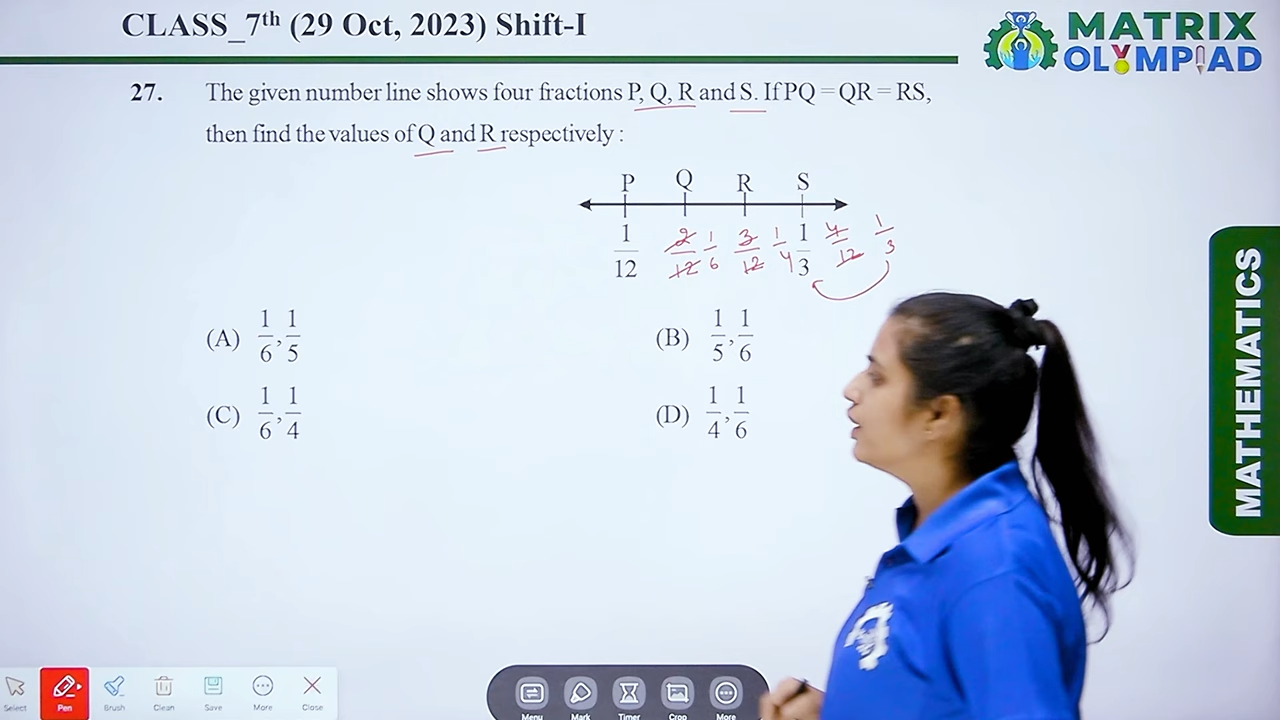 CLASS_7th (29 Oct, 2023) Shift-I
MATRIX
OLYMPIAD
27. The given number line shows four fractions P, Q, R and S. If PQ = QR = RS,
then find the values of Q and R respectively :
P Q R S
1/12 2/12 1/6 3/12 1/4 1/3 4/12 1/3
(A) 1/6, 1/5 (B) 1/5, 1/6
(C) 1/6, 1/4 (D) 1/4, 1/6
MATHEMATICS
Select Pen Brush Clean Save More Close
Menu Mark Timer Crop More